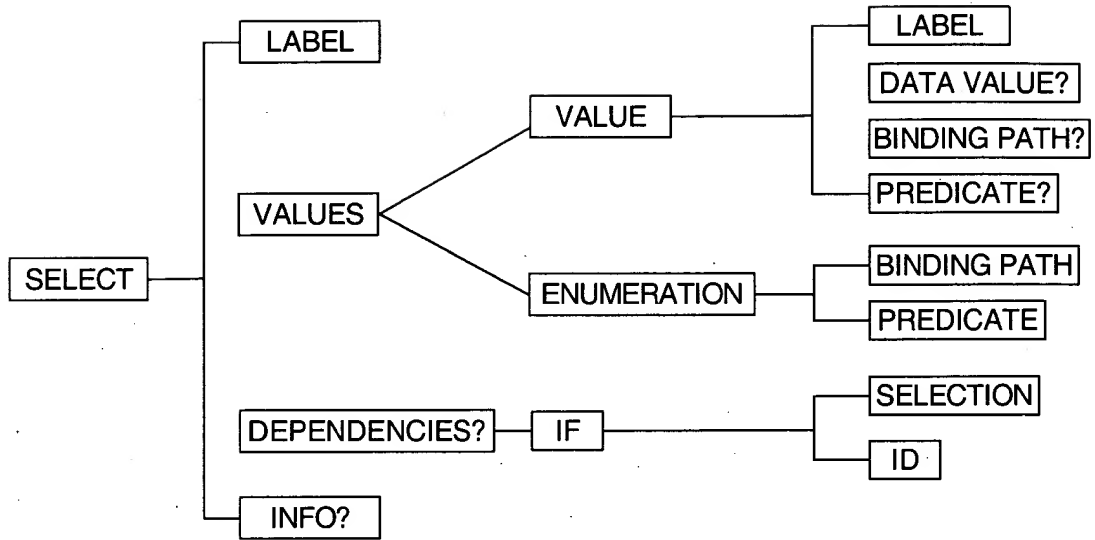 SELECT
LABEL
VALUES
VALUE
LABEL
DATA VALUE?
BINDING PATH?
PREDICATE?
ENUMERATION
BINDING PATH
PREDICATE
DEPENDENCIES?
IF
SELECTION
ID
INFO?